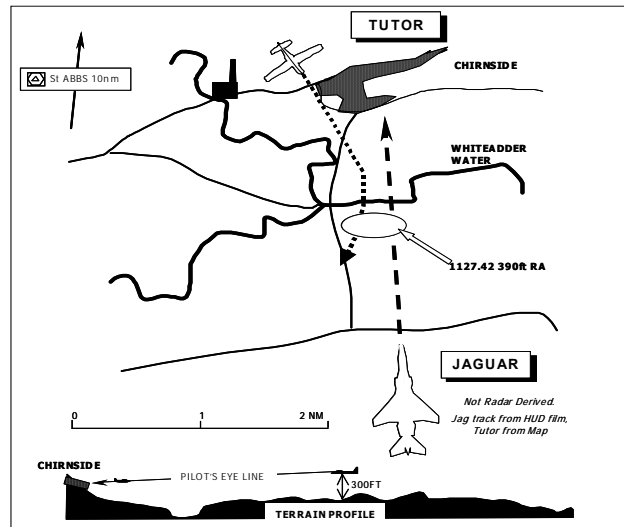 TUTOR
St ABBS 10nm
CHIRNSIDE
WHITEADDER
WATER
1127.42 390ft RA
JAGUAR
Not Radar Derived.
Jag track from HUD film,
Tutor from Map
0 1 2 NM
CHIRNSIDE
PILOT'S EYE LINE
300FT
TERRAIN PROFILE